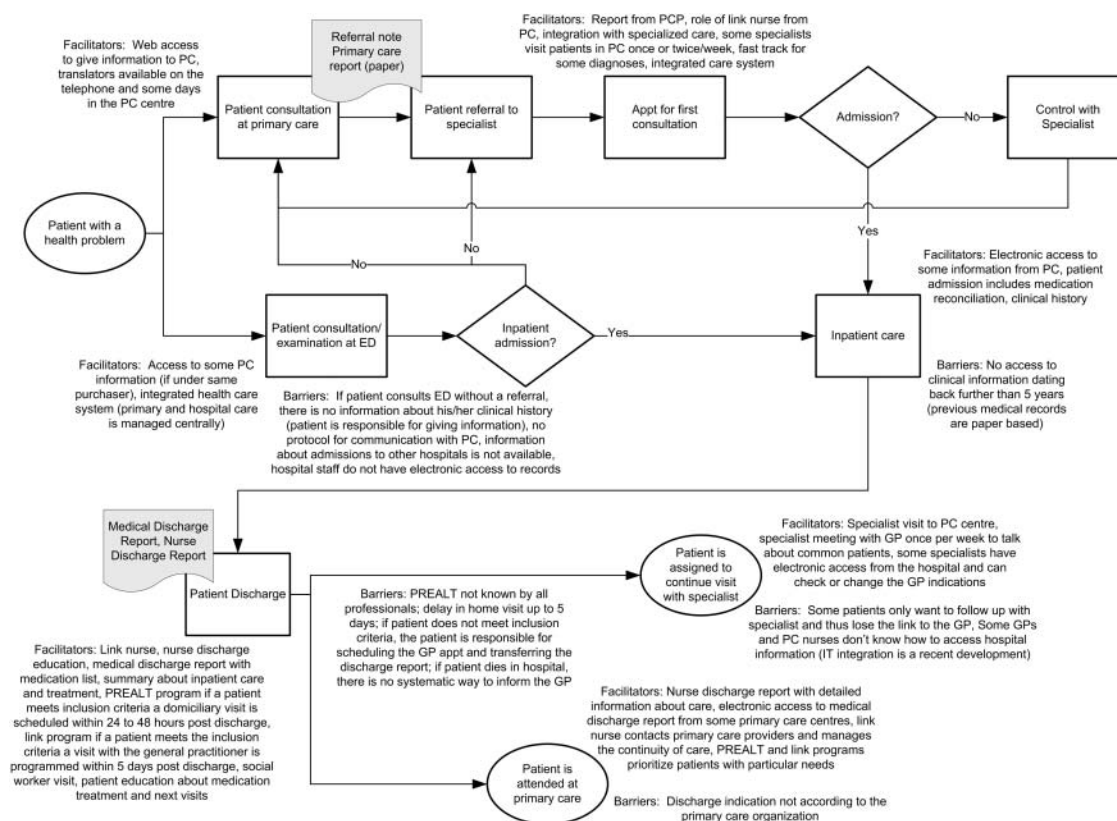 Facilitators:  Web access
to give information to PC,
translators available on the
telephone and some days
in the PC centre
Referral note
Primary care
report (paper)
Facilitators:  Report from PCP, role of link nurse from
PC, integration with specialized care, some specialists
visit patients in PC once or twice/week, fast track for
some diagnoses, integrated care system
Patient consultation
at primary care
Patient referral to
specialist
Appt for first
consultation
Admission?
No
Control with
Specialist
Patient with a
health problem
Yes
No
No
Facilitators: Electronic access to
some information from PC, patient
admission includes medication
reconciliation, clinical history
Patient consultation/
examination at ED
Inpatient
admission?
Yes
Inpatient care
Facilitators:  Access to some PC
information (if under same
purchaser), integrated health care
system (primary and hospital care
is managed centrally)
Barriers:  If patient consults ED without a referral,
there is no information about his/her clinical history
(patient is responsible for giving information), no
protocol for communication with PC, information
about admissions to other hospitals is not available,
hospital staff do not have electronic access to records
Barriers:  No access to
clinical information dating
back further than 5 years
(previous medical records
are paper based)
Medical Discharge
Report, Nurse
Discharge Report
Patient Discharge
Facilitators: Link nurse, nurse discharge
education, medical discharge report with
medication list, summary about inpatient care
and treatment, PREALT program if a patient
meets inclusion criteria a domiciliary visit is
scheduled within 24 to 48 hours post discharge,
link program if a patient meets the inclusion
criteria a visit with the general practitioner is
programmed within 5 days post discharge, social
worker visit, patient education about medication
treatment and next visits
Barriers:  PREALT not known by all
professionals; delay in home visit up to 5
days; if patient does not meet inclusion
criteria, the patient is responsible for
scheduling the GP appt and transferring the
discharge report; if patient dies in hospital,
there is no systematic way to inform the GP
Patient is
assigned to
continue visit
with specialist
Facilitators: Specialist visit to PC centre,
specialist meeting with GP once per week to talk
about common patients, some specialists have
electronic access from the hospital and can
check or change the GP indications
Barriers:  Some patients only want to follow up with
specialist and thus lose the link to the GP, Some GPs
and PC nurses don't know how to access hospital
information (IT integration is a recent development)
Patient is
attended at
primary care
Facilitators: Nurse discharge report with detailed
information about care, electronic access to medical
discharge report from some primary care centres, link
nurse contacts primary care providers and manages
the continuity of care, PREALT and link programs
prioritize patients with particular needs
Barriers:  Discharge indication not according to the
primary care organization